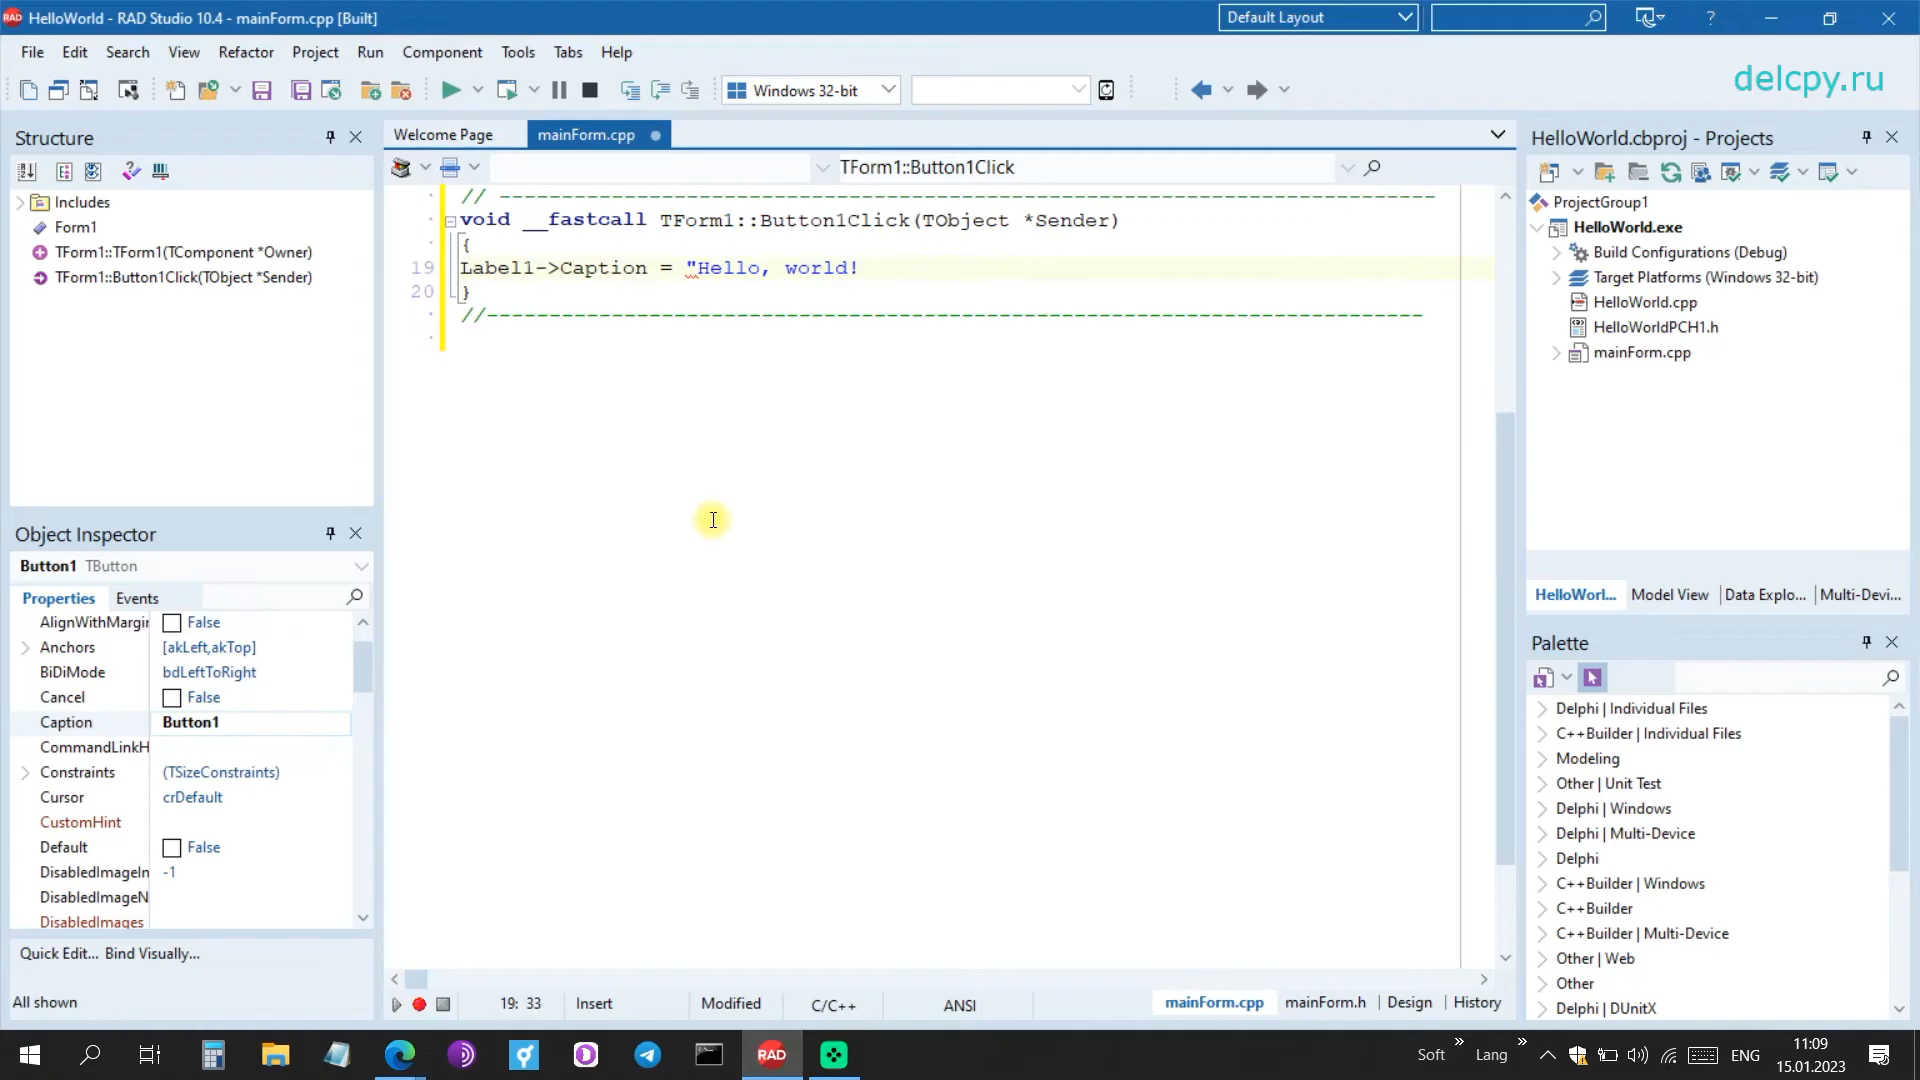 HelloWorld - RAD Studio 10.4 - mainForm.cpp [Built]
Default Layout
?
File Edit Search View Refactor Project Run Component Tools Tabs Help
Windows 32-bit
delcpy.ru
Structure
Includes
Form1
TForm1::TForm1(TComponent *Owner)
TForm1::Button1Click(TObject *Sender)
Object Inspector
Button1 TButton
Properties Events
AlignWithMargin False
Anchors [akLeft,akTop]
BiDiMode bdLeftToRight
Cancel False
Caption Button1
CommandLinkH
Constraints (TSizeConstraints)
Cursor crDefault
CustomHint
Default False
DisabledImageIn -1
DisabledImageN
DisabledImages
Quick Edit... Bind Visually...
All shown
Welcome Page mainForm.cpp
TForm1::Button1Click
// ---------------------------------------------------------------------------
void __fastcall TForm1::Button1Click(TObject *Sender)
{
19 Label1->Caption = "Hello, world!
20 }
//---------------------------------------------------------------------------
19: 33 Insert Modified C/C++ ANSI
mainForm.cpp mainForm.h Design History
HelloWorld.cbproj - Projects
ProjectGroup1
HelloWorld.exe
Build Configurations (Debug)
Target Platforms (Windows 32-bit)
HelloWorld.cpp
HelloWorldPCH1.h
mainForm.cpp
HelloWorl... Model View Data Explo... Multi-Devi...
Palette
Delphi | Individual Files
C++Builder | Individual Files
Modeling
Other | Unit Test
Delphi | Windows
Delphi | Multi-Device
Delphi
C++Builder | Windows
C++Builder
C++Builder | Multi-Device
Other | Web
Other
Delphi | DUnitX
RAD
Soft » Lang » ENG
11:09
15.01.2023